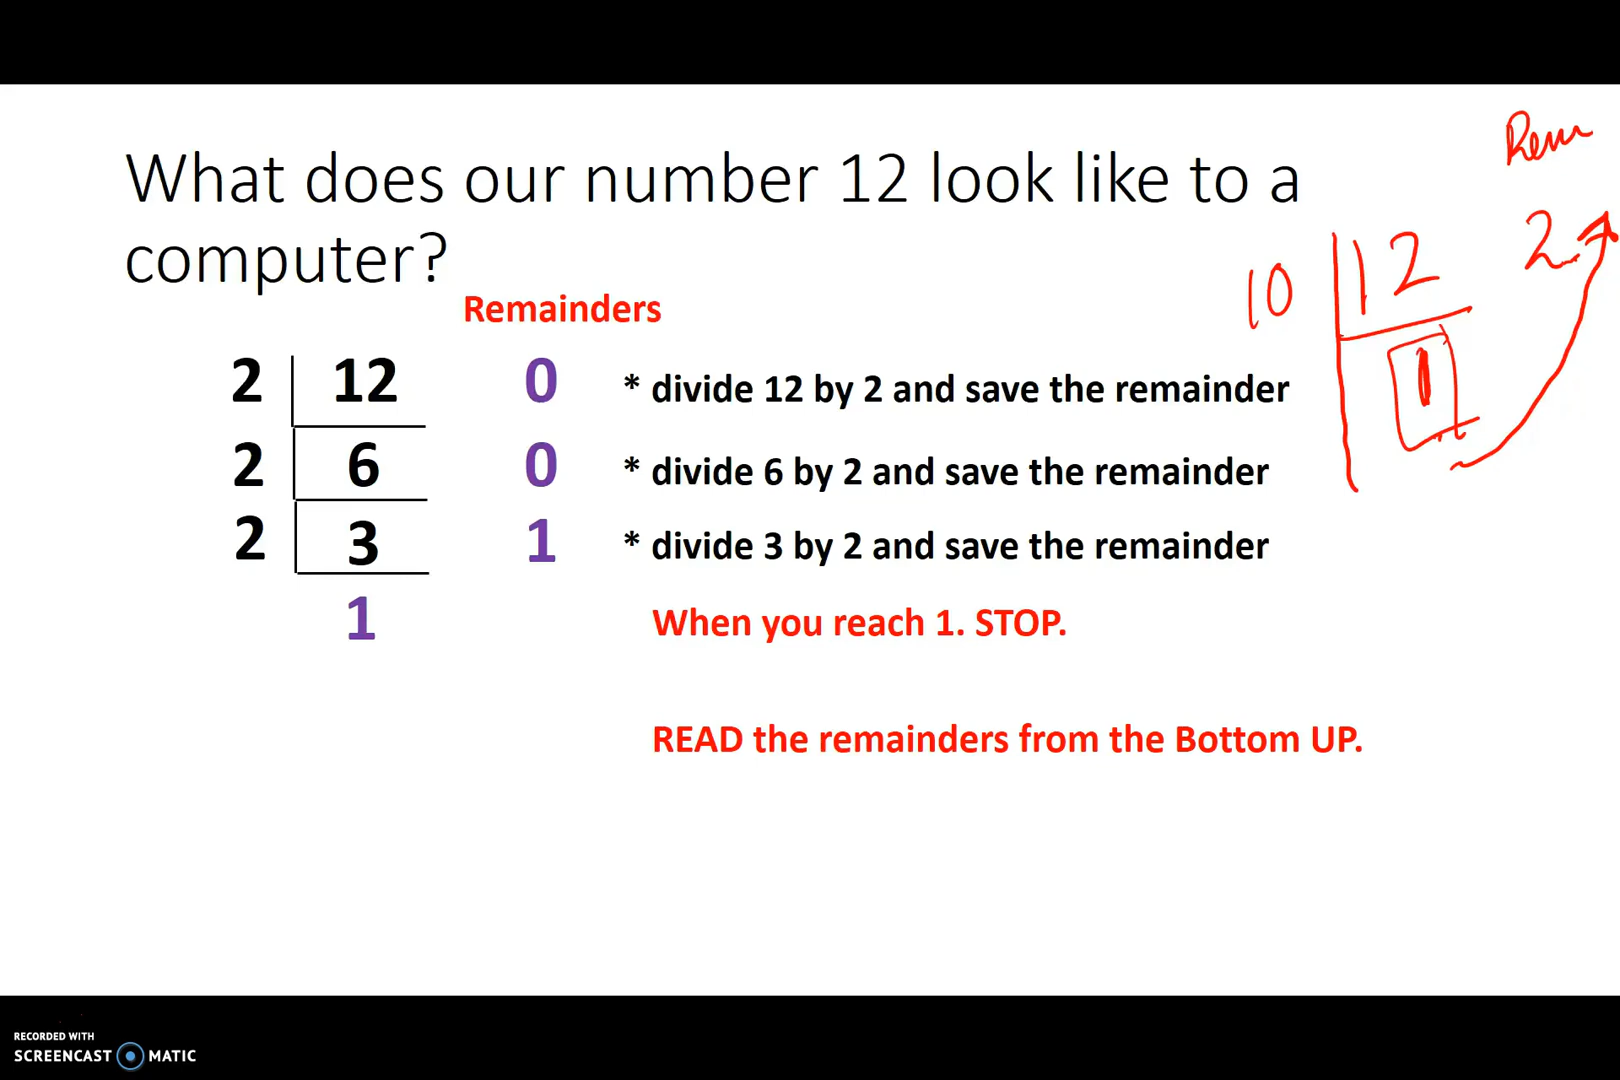 What does our number 12 look like to a
computer?
Remainders
2 12 0 * divide 12 by 2 and save the remainder
2 6 0 * divide 6 by 2 and save the remainder
2 3 1 * divide 3 by 2 and save the remainder
1 When you reach 1. STOP.
READ the remainders from the Bottom UP.
Rem
10 12 2
1
RECORDED WITH
SCREENCAST MATIC